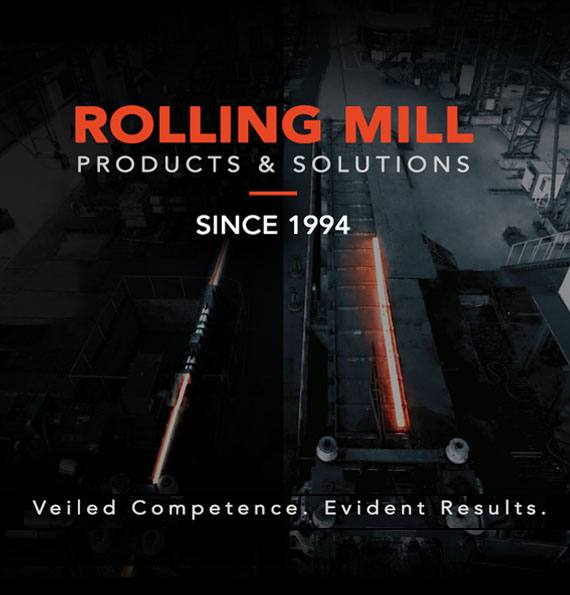 ROLLING MILL
PRODUCTS & SOLUTIONS
SINCE 1994
Veiled Competence. Evident Results.